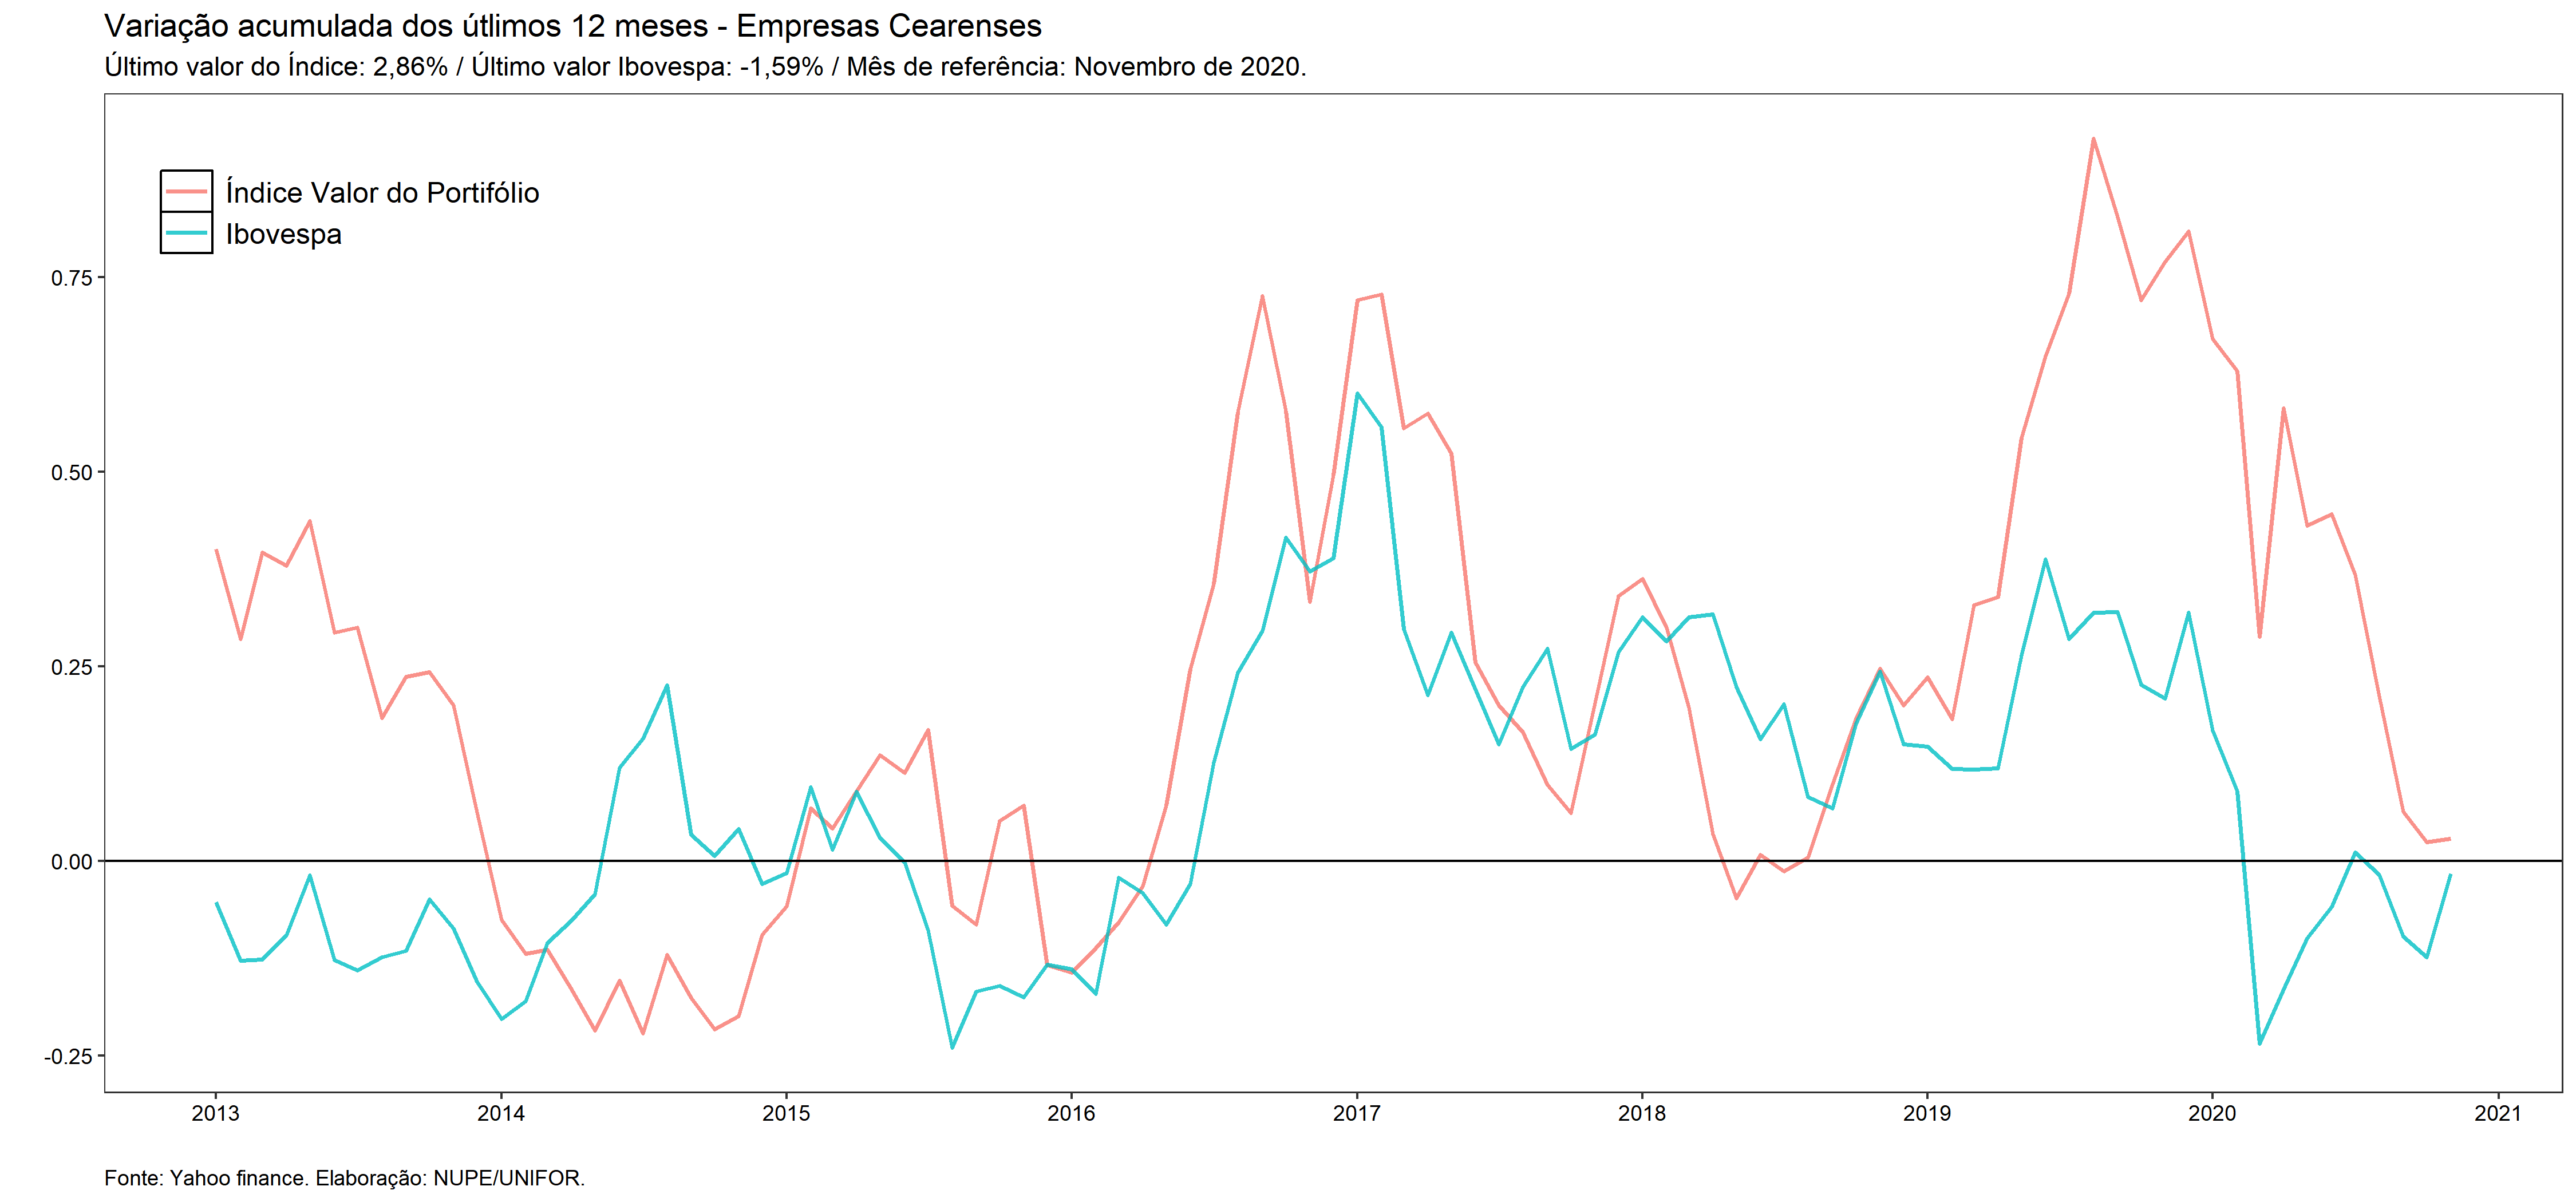 Variação acumulada dos útlimos 12 meses - Empresas Cearenses
Último valor do Índice: 2,86% / Último valor Ibovespa: -1,59% / Mês de referência: Novembro de 2020.
Índice Valor do Portifólio
Ibovespa
0.75
0.50
0.25
0.00
-0.25
2013 2014 2015 2016 2017 2018 2019 2020 2021
Fonte: Yahoo finance. Elaboração: NUPE/UNIFOR.